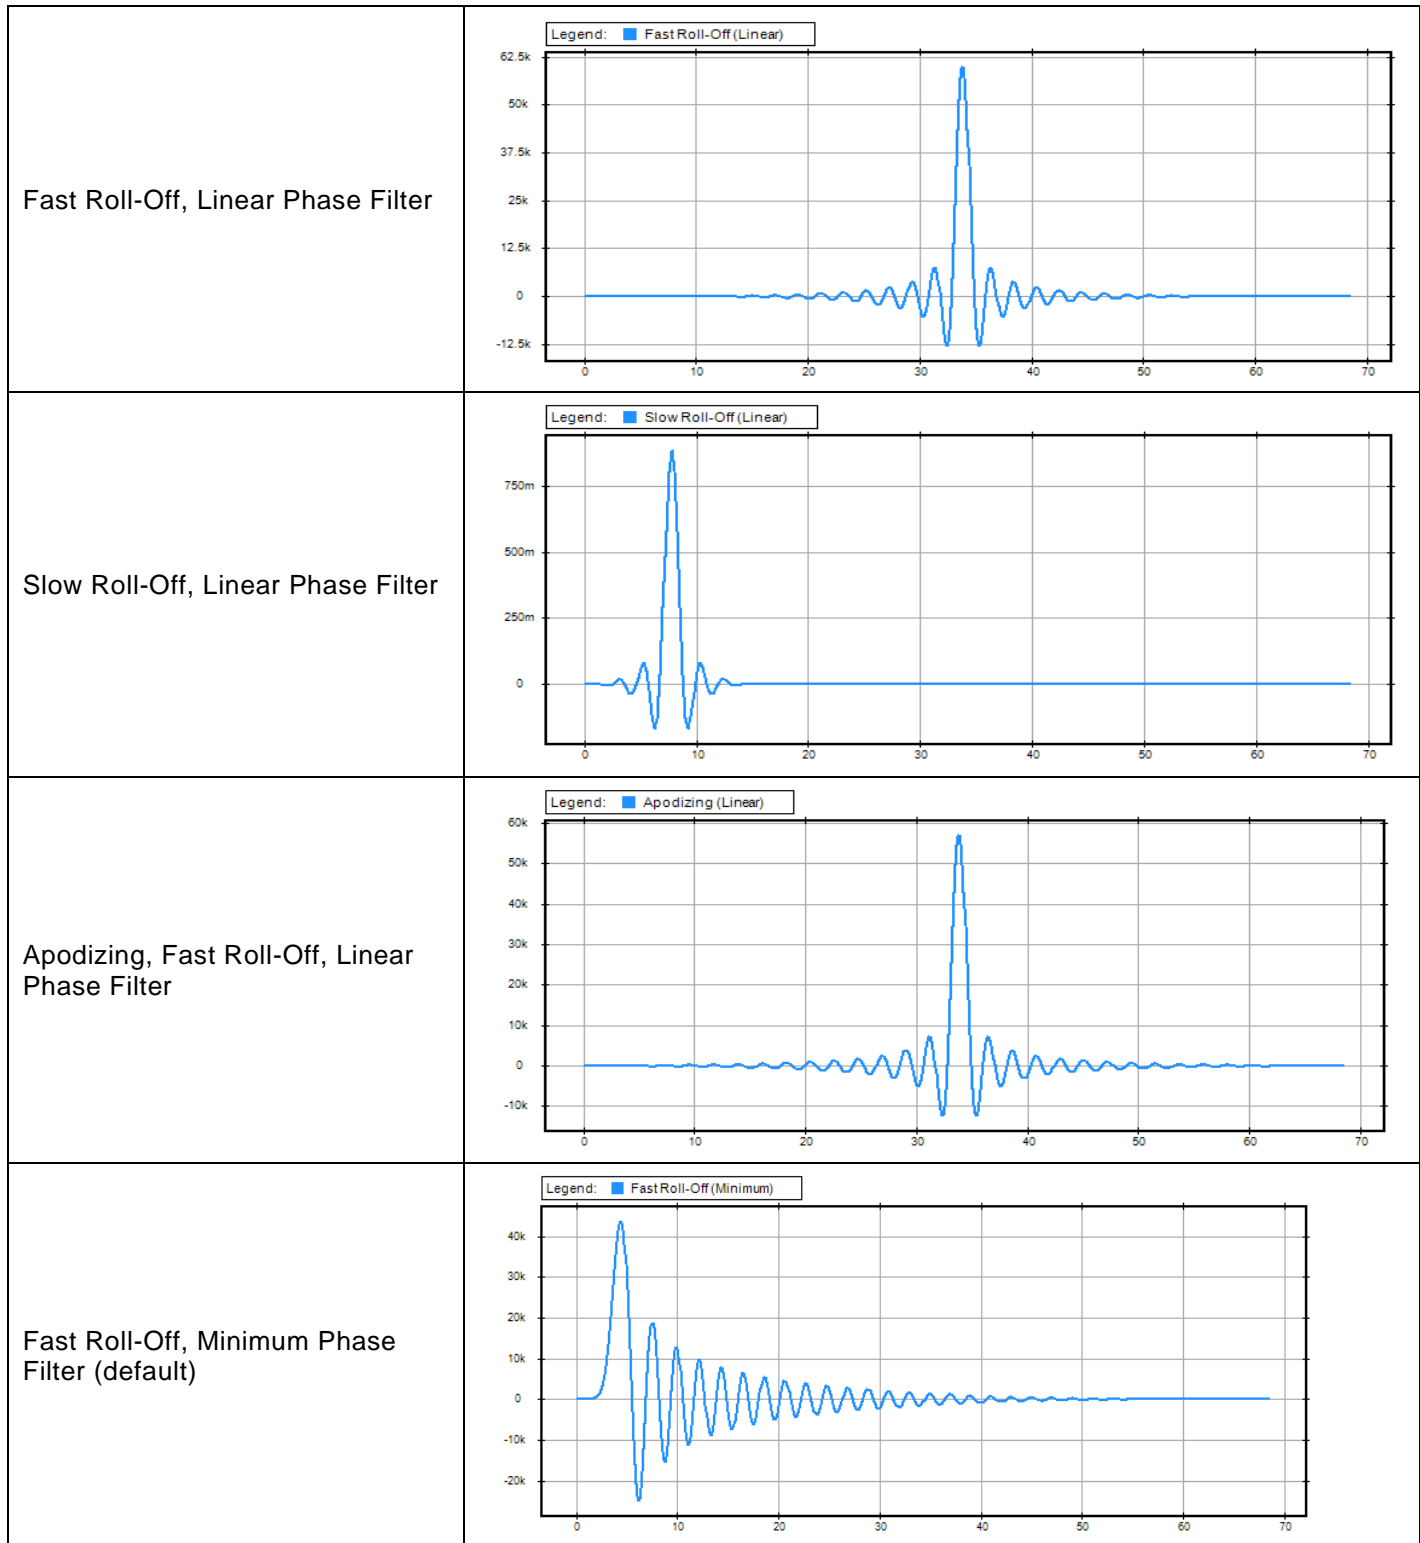 Legend: Fast Roll-Off (Linear)
62.5k
50k
37.5k
25k
12.5k
0
-12.5k
0 10 20 30 40 50 60 70
Fast Roll-Off, Linear Phase Filter
Legend: Slow Roll-Off (Linear)
750m
500m
250m
0
0 10 20 30 40 50 60 70
Slow Roll-Off, Linear Phase Filter
Legend: Apodizing (Linear)
60k
50k
40k
30k
20k
10k
0
-10k
0 10 20 30 40 50 60 70
Apodizing, Fast Roll-Off, Linear
Phase Filter
Legend: Fast Roll-Off (Minimum)
40k
30k
20k
10k
0
-10k
-20k
0 10 20 30 40 50 60 70
Fast Roll-Off, Minimum Phase
Filter (default)